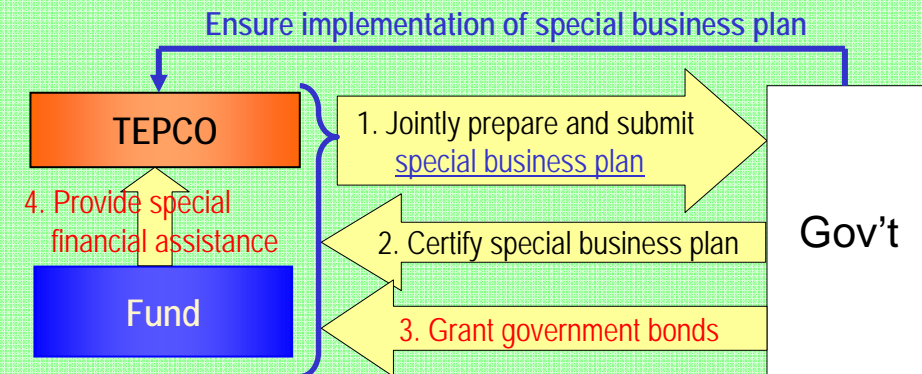 Ensure implementation of special business plan
TEPCO
1. Jointly prepare and submit
special business plan
4. Provide special
financial assistance
2. Certify special business plan
Gov't
Fund
3. Grant government bonds